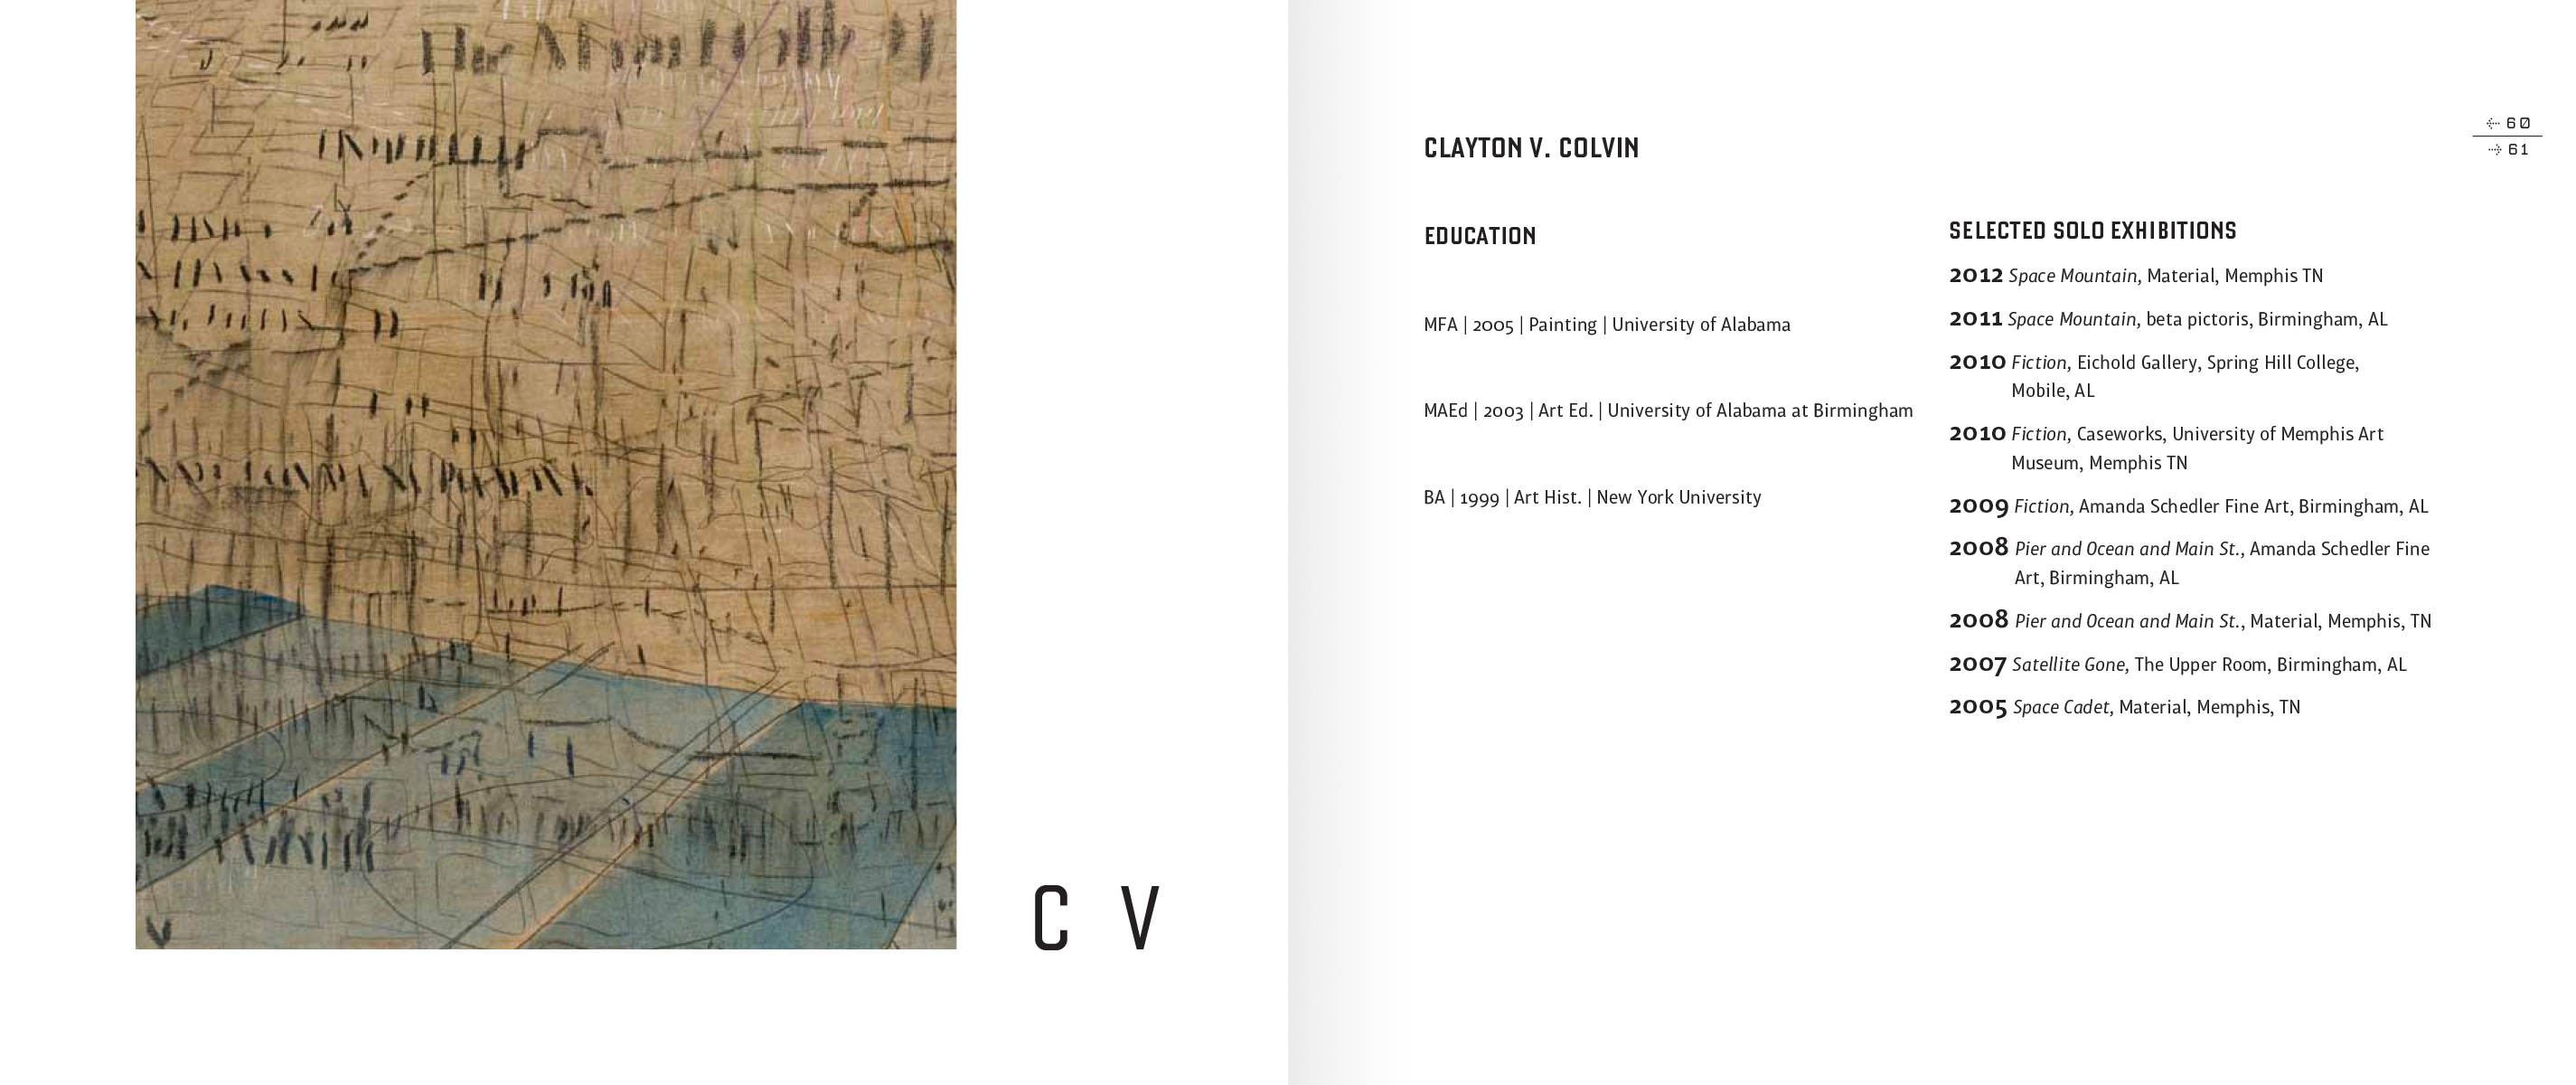 C V
CLAYTON V. COLVIN
60
61
EDUCATION
MFA | 2005 | Painting | University of Alabama
MAEd | 2003 | Art Ed. | University of Alabama at Birmingham
BA | 1999 | Art Hist. | New York University
SELECTED SOLO EXHIBITIONS
2012 Space Mountain, Material, Memphis TN
2011 Space Mountain, beta pictoris, Birmingham, AL
2010 Fiction, Eichold Gallery, Spring Hill College,
Mobile, AL
2010 Fiction, Caseworks, University of Memphis Art
Museum, Memphis TN
2009 Fiction, Amanda Schedler Fine Art, Birmingham, AL
2008 Pier and Ocean and Main St., Amanda Schedler Fine
Art, Birmingham, AL
2008 Pier and Ocean and Main St., Material, Memphis, TN
2007 Satellite Gone, The Upper Room, Birmingham, AL
2005 Space Cadet, Material, Memphis, TN